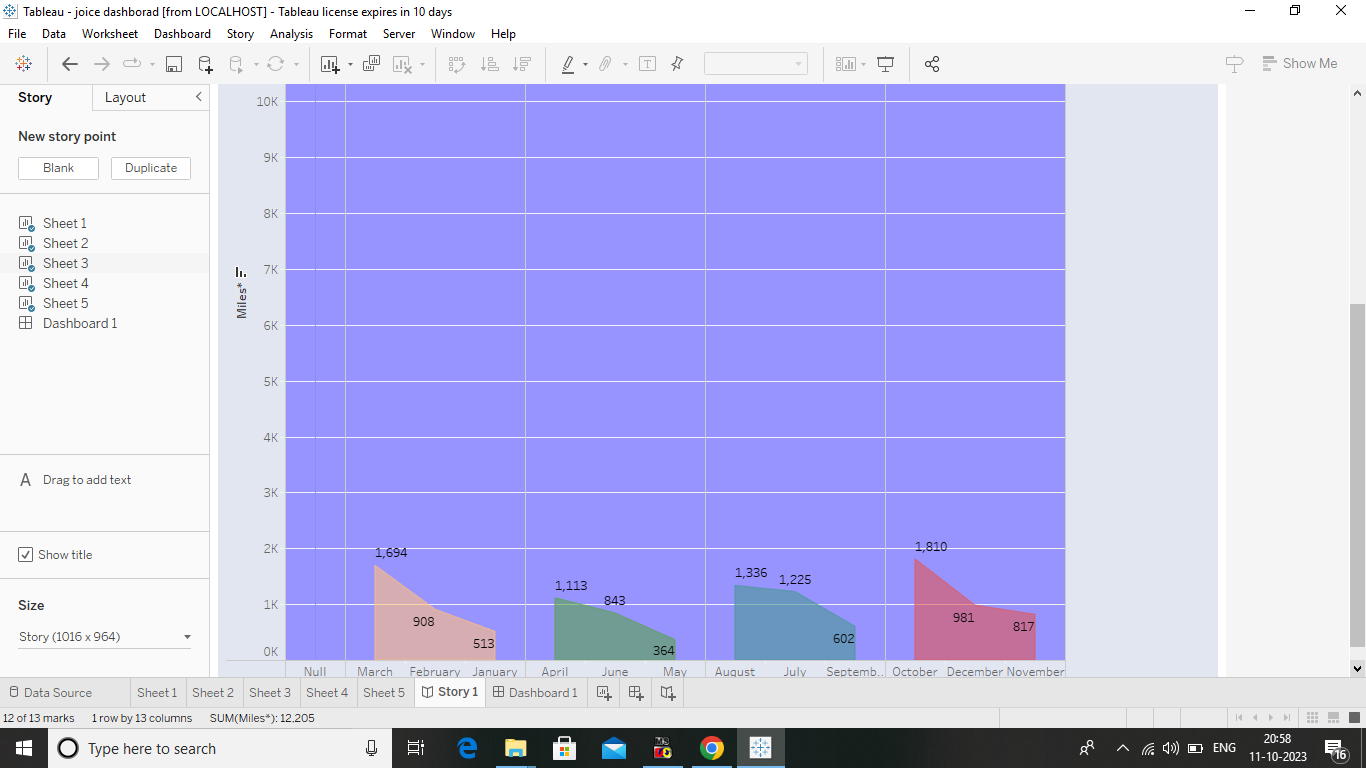 Tableau - joice dashborad [from LOCALHOST] - Tableau license expires in 10 days
File Data Worksheet Dashboard Story Analysis Format Server Window Help
Show Me
Story Layout
New story point
Blank Duplicate
Sheet 1
Sheet 2
Sheet 3
Sheet 4
Sheet 5
Dashboard 1
A Drag to add text
Show title
Size
Story (1016 x 964)
Miles*
10K
9K
8K
7K
6K
5K
4K
3K
2K
1K
0K
1,694 908 513
1,113 843 364
1,336 1,225 602
1,810 981 817
Null March February January April June May August July Septemb.. October December November
Data Source Sheet 1 Sheet 2 Sheet 3 Sheet 4 Sheet 5 Story 1 Dashboard 1
12 of 13 marks 1 row by 13 columns SUM(Miles*): 12,205
Type here to search
ENG
20:58
11-10-2023
16